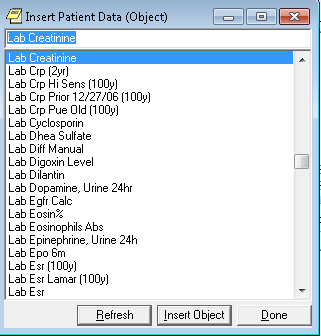 Insert Patient Data (Object)
Lab Creatinine
Lab Creatinine
Lab Crp (2yr)
Lab Crp Hi Sens (100y)
Lab Crp Prior 12/27/06 (100y)
Lab Crp Pue Old (100y)
Lab Cyclosporin
Lab Dhea Sulfate
Lab Diff Manual
Lab Digoxin Level
Lab Dilantin
Lab Dopamine, Urine 24hr
Lab Egfr Calc
Lab Eosin%
Lab Eosinophils Abs
Lab Epinephrine, Urine 24h
Lab Epo 6m
Lab Esr (100y)
Lab Esr Lamar (100y)
Lab Esr
Refresh Insert Object Done